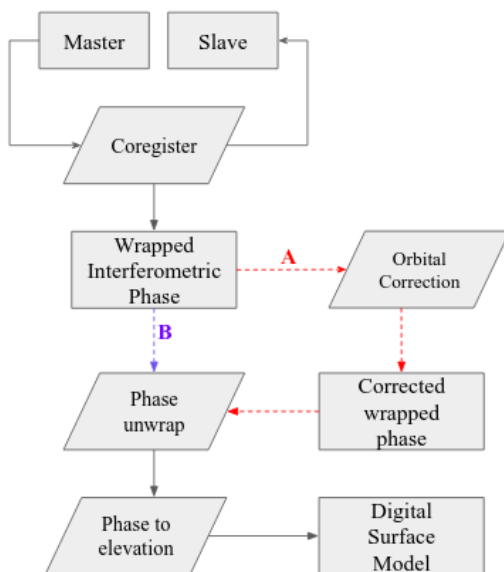 Master
Slave
Coregister
Wrapped
Interferometric
Phase
A
Orbital
Correction
B
Phase
unwrap
Corrected
wrapped
phase
Phase to
elevation
Digital
Surface
Model